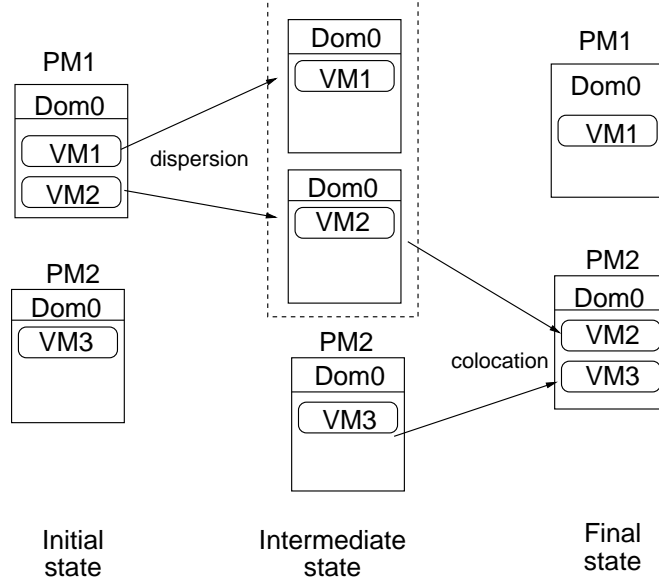 PM1
Dom0
VM1
VM2
dispersion
PM2
Dom0
VM3
Initial
state
Dom0
VM1
Dom0
VM2
PM2
Dom0
VM3
Intermediate
state
colocation
PM1
Dom0
VM1
PM2
Dom0
VM2
VM3
Final
state